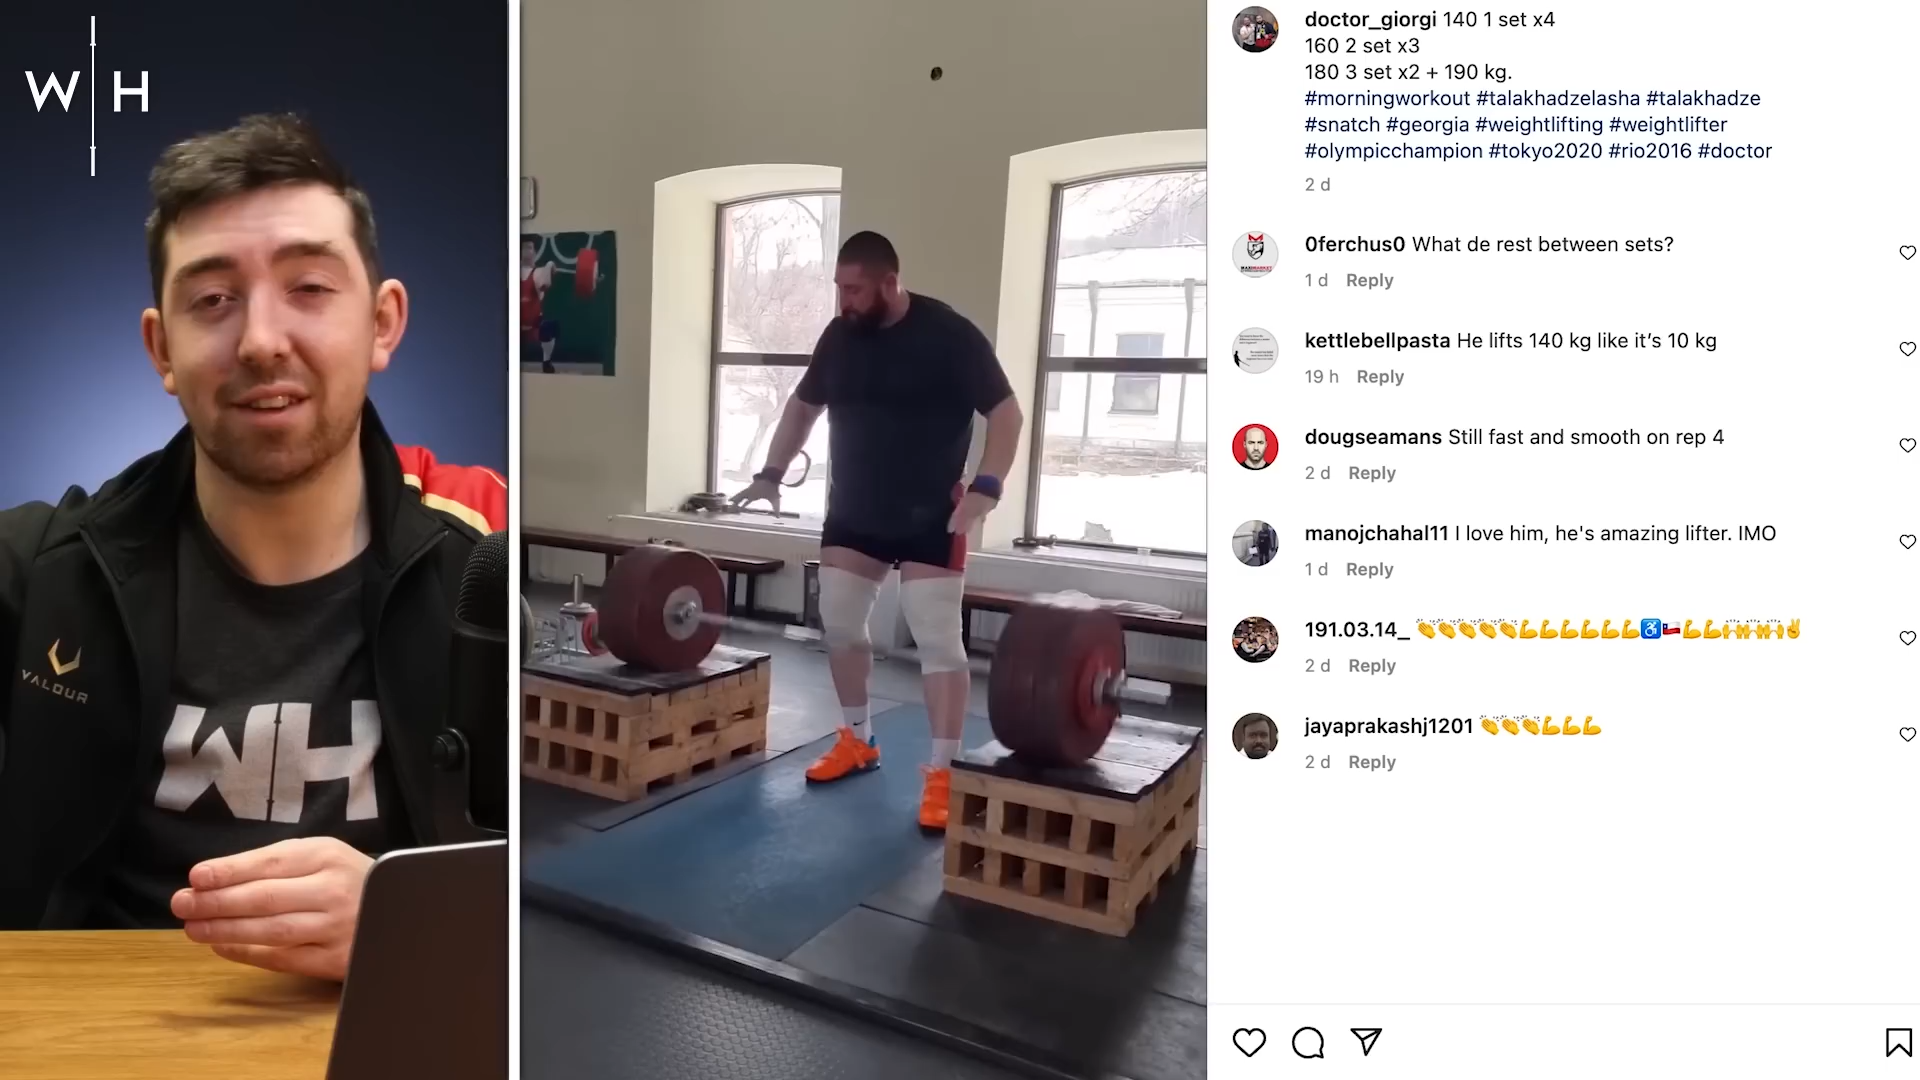 W H
VALOUR
WH
doctor_giorgi 140 1 set x4
160 2 set x3
180 3 set x2 + 190 kg.
#morningworkout #talakhadzelasha #talakhadze
#snatch #georgia #weightlifting #weightlifter
#olympicchampion #tokyo2020 #rio2016 #doctor
2 d
0ferchus0 What de rest between sets?
1 d Reply
kettlebellpasta He lifts 140 kg like it’s 10 kg
19 h Reply
dougseamans Still fast and smooth on rep 4
2 d Reply
manojchahal11 I love him, he's amazing lifter. IMO
1 d Reply
191.03.14_ 👏👏👏👏👏💪💪💪💪💪💪♿🇨🇱💪💪🙌🙌🙌✌
2 d Reply
jayaprakashj1201 👏👏👏💪💪💪
2 d Reply